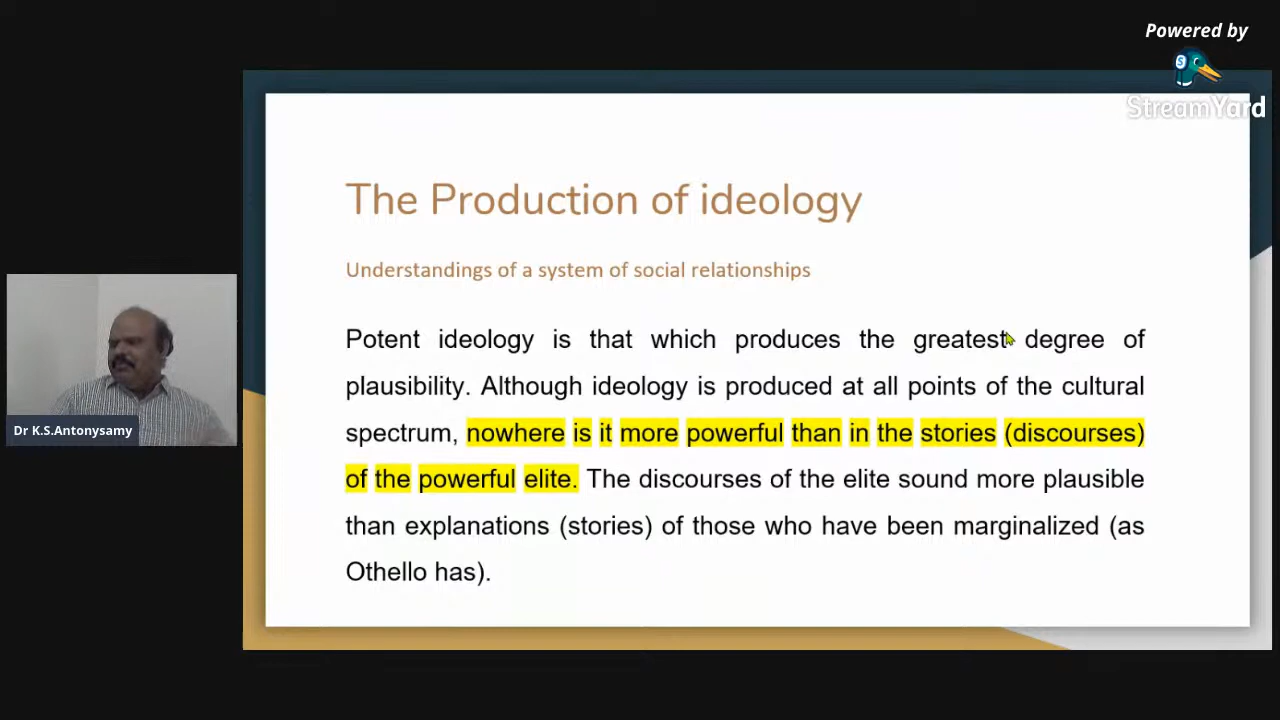 Powered by
S
StreamYard
The Production of ideology
Understandings of a system of social relationships
Potent ideology is that which produces the greatest degree of
plausibility. Although ideology is produced at all points of the cultural
spectrum, nowhere is it more powerful than in the stories (discourses)
of the powerful elite. The discourses of the elite sound more plausible
than explanations (stories) of those who have been marginalized (as
Othello has).
Dr K.S.Antonysamy